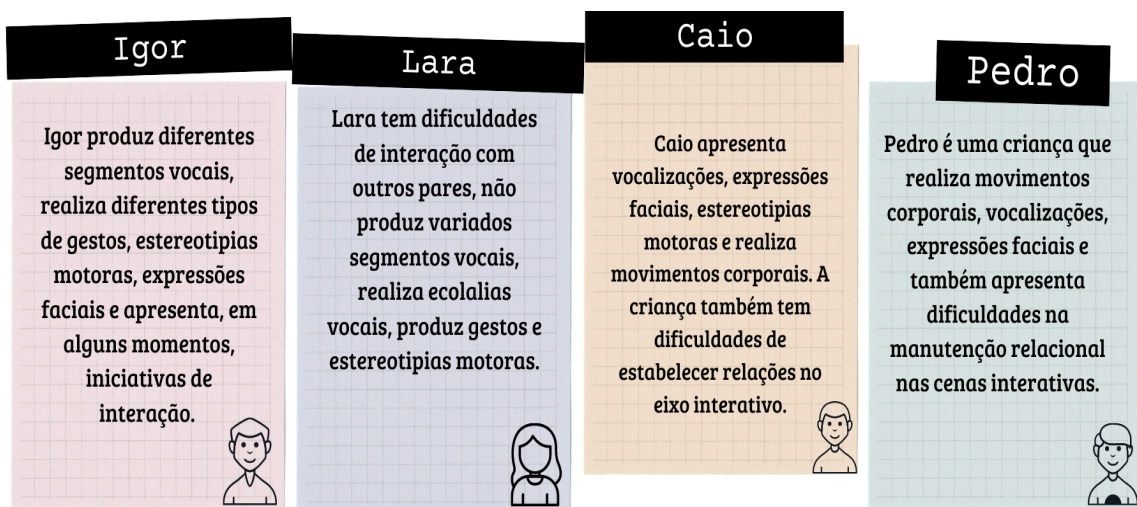 Igor
Igor produz diferentes
segmentos vocais,
realiza diferentes tipos
de gestos, estereotipias
motoras, expressões
faciais e apresenta, em
alguns momentos,
iniciativas de
interação.
Lara
Lara tem dificuldades
de interação com
outros pares, não
produz variados
segmentos vocais,
realiza ecolalias
vocais, produz gestos e
estereotipias motoras.
Caio
Caio apresenta
vocalizações, expressões
faciais, estereotipias
motoras e realiza
movimentos corporais. A
criança também tem
dificuldades de
estabelecer relações no
eixo interativo.
Pedro
Pedro é uma criança que
realiza movimentos
corporais, vocalizações,
expressões faciais e
também apresenta
dificuldades na
manutenção relacional
nas cenas interativas.